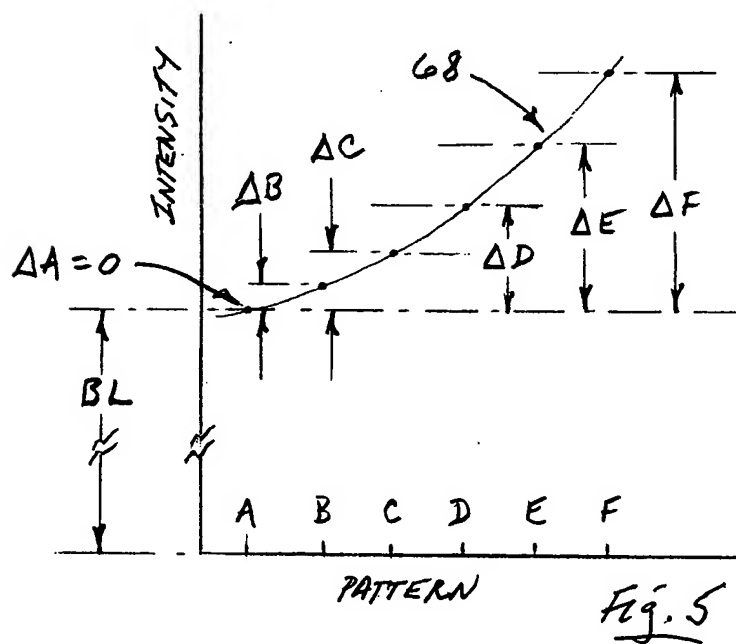 INTENSITY
68
ΔC
ΔB
ΔF
ΔE
ΔD
ΔA=0
BL
A B C D E F
PATTERN
Fig. 5